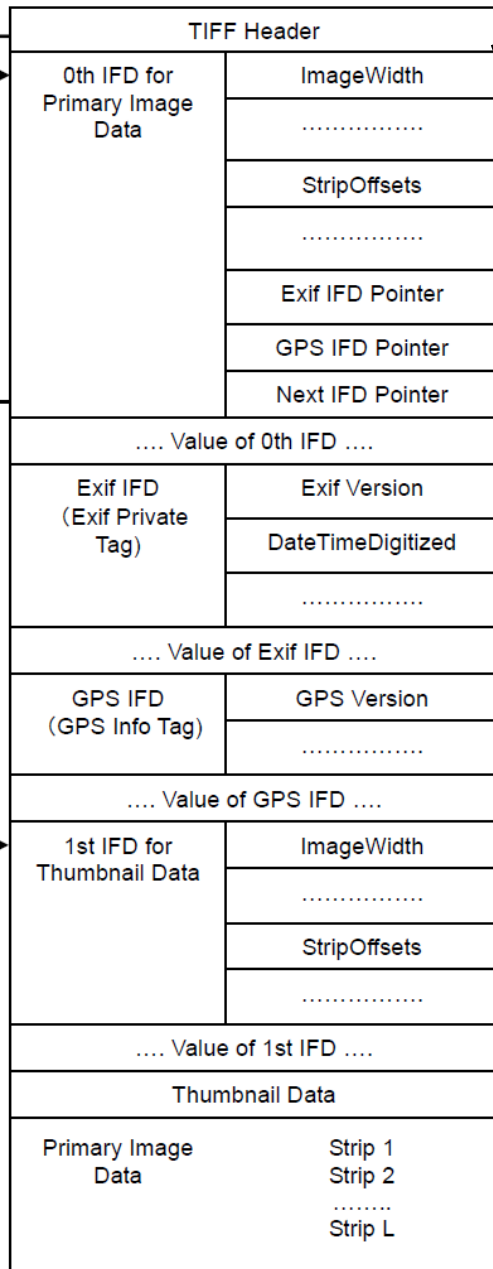 TIFF Header
0th IFD for
Primary Image
Data
ImageWidth
................
StripOffsets
................
Exif IFD Pointer
GPS IFD Pointer
Next IFD Pointer
.... Value of 0th IFD ....
Exif IFD
（Exif Private
Tag)
Exif Version
DateTimeDigitized
................
.... Value of Exif IFD ....
GPS IFD
（GPS Info Tag)
GPS Version
................
.... Value of GPS IFD ....
1st IFD for
Thumbnail Data
ImageWidth
................
StripOffsets
................
.... Value of 1st IFD ....
Thumbnail Data
Primary Image
Data
Strip 1
Strip 2
........
Strip L